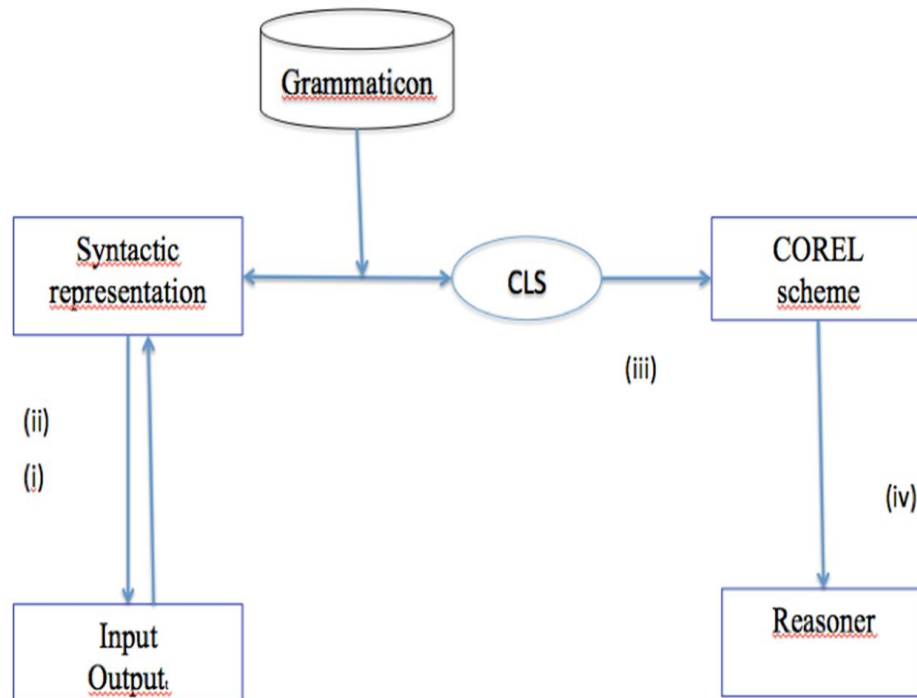 Grammaticon
Syntactic
representation
CLS
COREL
scheme
(iii)
(ii)
(i)
(iv)
Input
Output
Reasoner